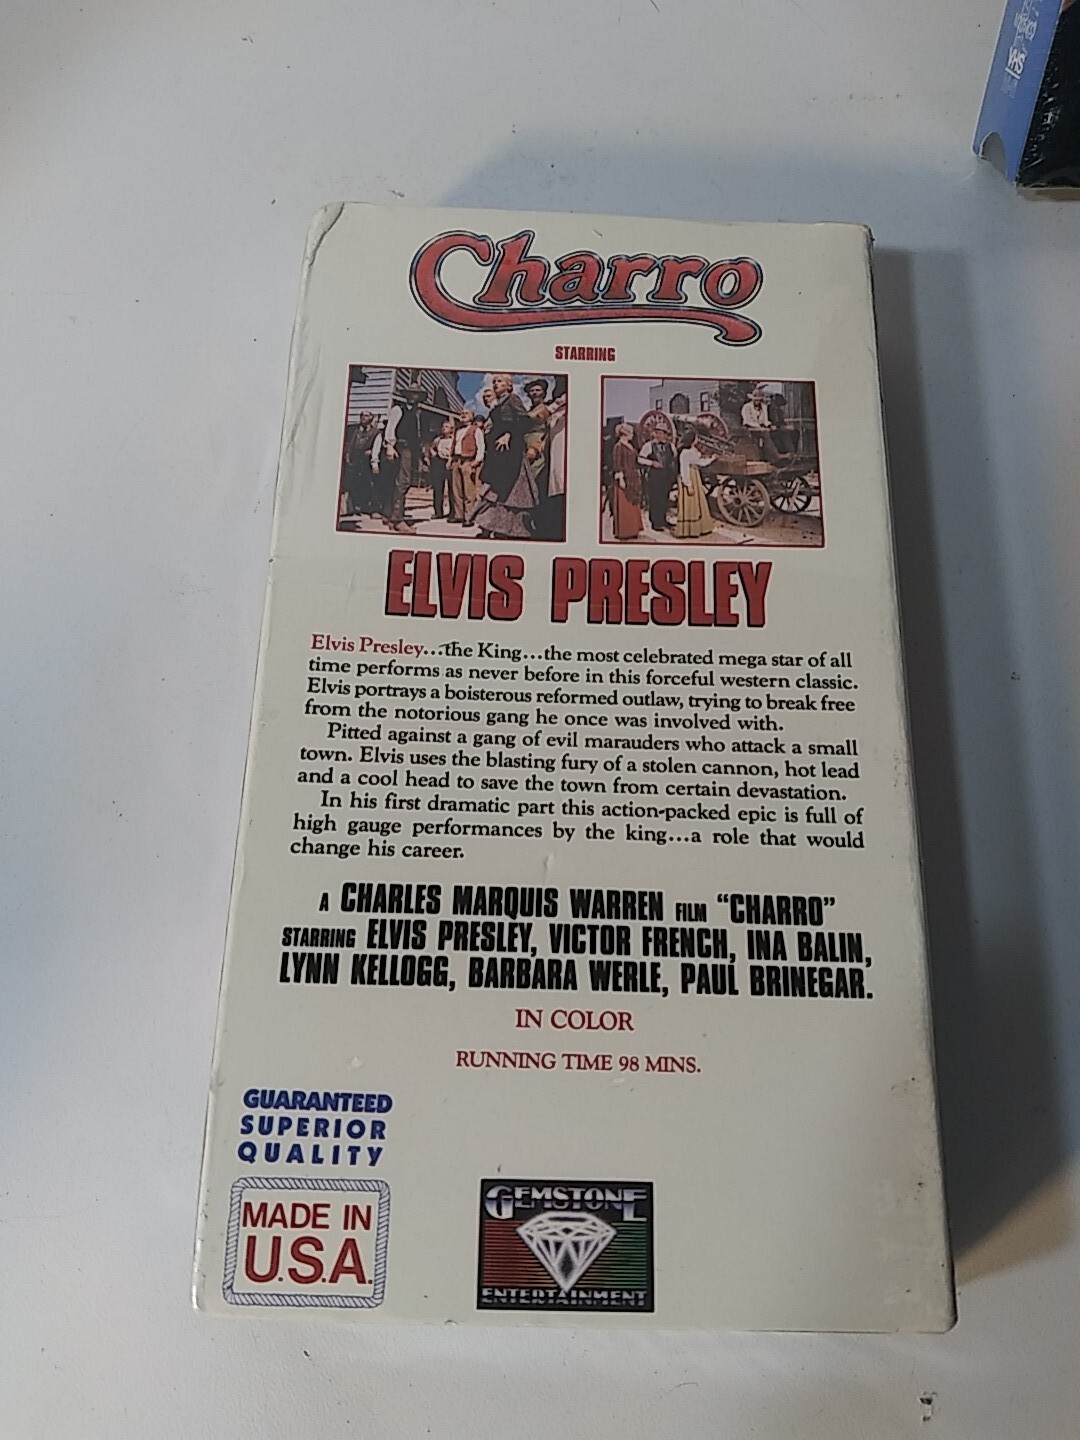 VHS
Charro
STARRING
ELVIS PRESLEY
Elvis Presley...the King...the most celebrated mega star of all
time performs as never before in this forceful western classic.
Elvis portrays a boisterous reformed outlaw, trying to break free
from the notorious gang he once was involved with.
Pitted against a gang of evil marauders who attack a small
town. Elvis uses the blasting fury of a stolen cannon, hot lead
and a cool head to save the town from certain devastation.
In his first dramatic part this action-packed epic is full of
high gauge performances by the king...a role that would
change his career.
A CHARLES MARQUIS WARREN FILM "CHARRO"
STARRING ELVIS PRESLEY, VICTOR FRENCH, INA BALIN,
LYNN KELLOGG, BARBARA WERLE, PAUL BRINEGAR.
IN COLOR
RUNNING TIME 98 MINS.
GUARANTEED
SUPERIOR
QUALITY
MADE IN
U.S.A.
GEMSTONE
ENTERTAINMENT